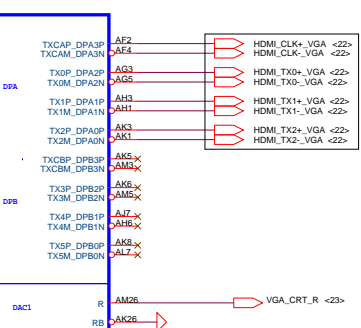 TXCAP_DPA3P AF2 HDMI_CLK+_VGA <22>
TXCAM_DPA3N AF4 HDMI_CLK-_VGA <22>
TX0P_DPA2P AG3 HDMI_TX0+_VGA <22>
TX0M_DPA2N AG5 HDMI_TX0-_VGA <22>
DPA
TX1P_DPA1P AH3 HDMI_TX1+_VGA <22>
TX1M_DPA1N AH1 HDMI_TX1-_VGA <22>
TX2P_DPA0P AK3 HDMI_TX2+_VGA <22>
TX2M_DPA0N AK1 HDMI_TX2-_VGA <22>
TXCBP_DPB3P AK5
TXCBM_DPB3N AM3
TX3P_DPB2P AK6
TX3M_DPB2N AM5
DPB
TX4P_DPB1P AJ7
TX4M_DPB1N AH6
TX5P_DPB0P AK8
TX5M_DPB0N AL7
DAC1
R AM26 VGA_CRT_R <23>
RB AK26